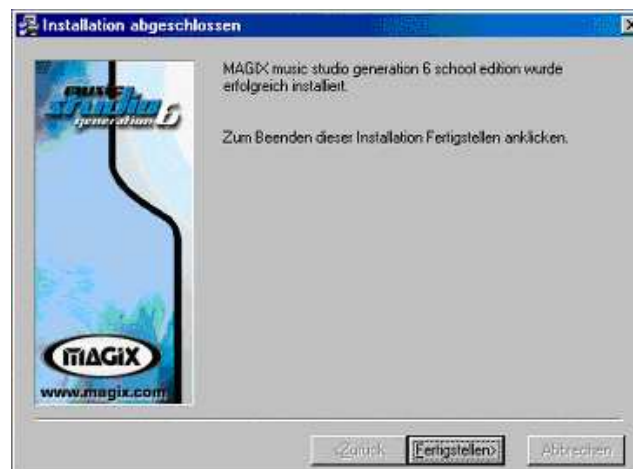 Installation abgeschlossen
music
studio
generation 6
MAGIX music studio generation 6 school edition wurde
erfolgreich installiert.
Zum Beenden dieser Installation Fertigstellen anklicken.
MAGIX
www.magix.com
<Zurück
Fertigstellen>
Abbrechen